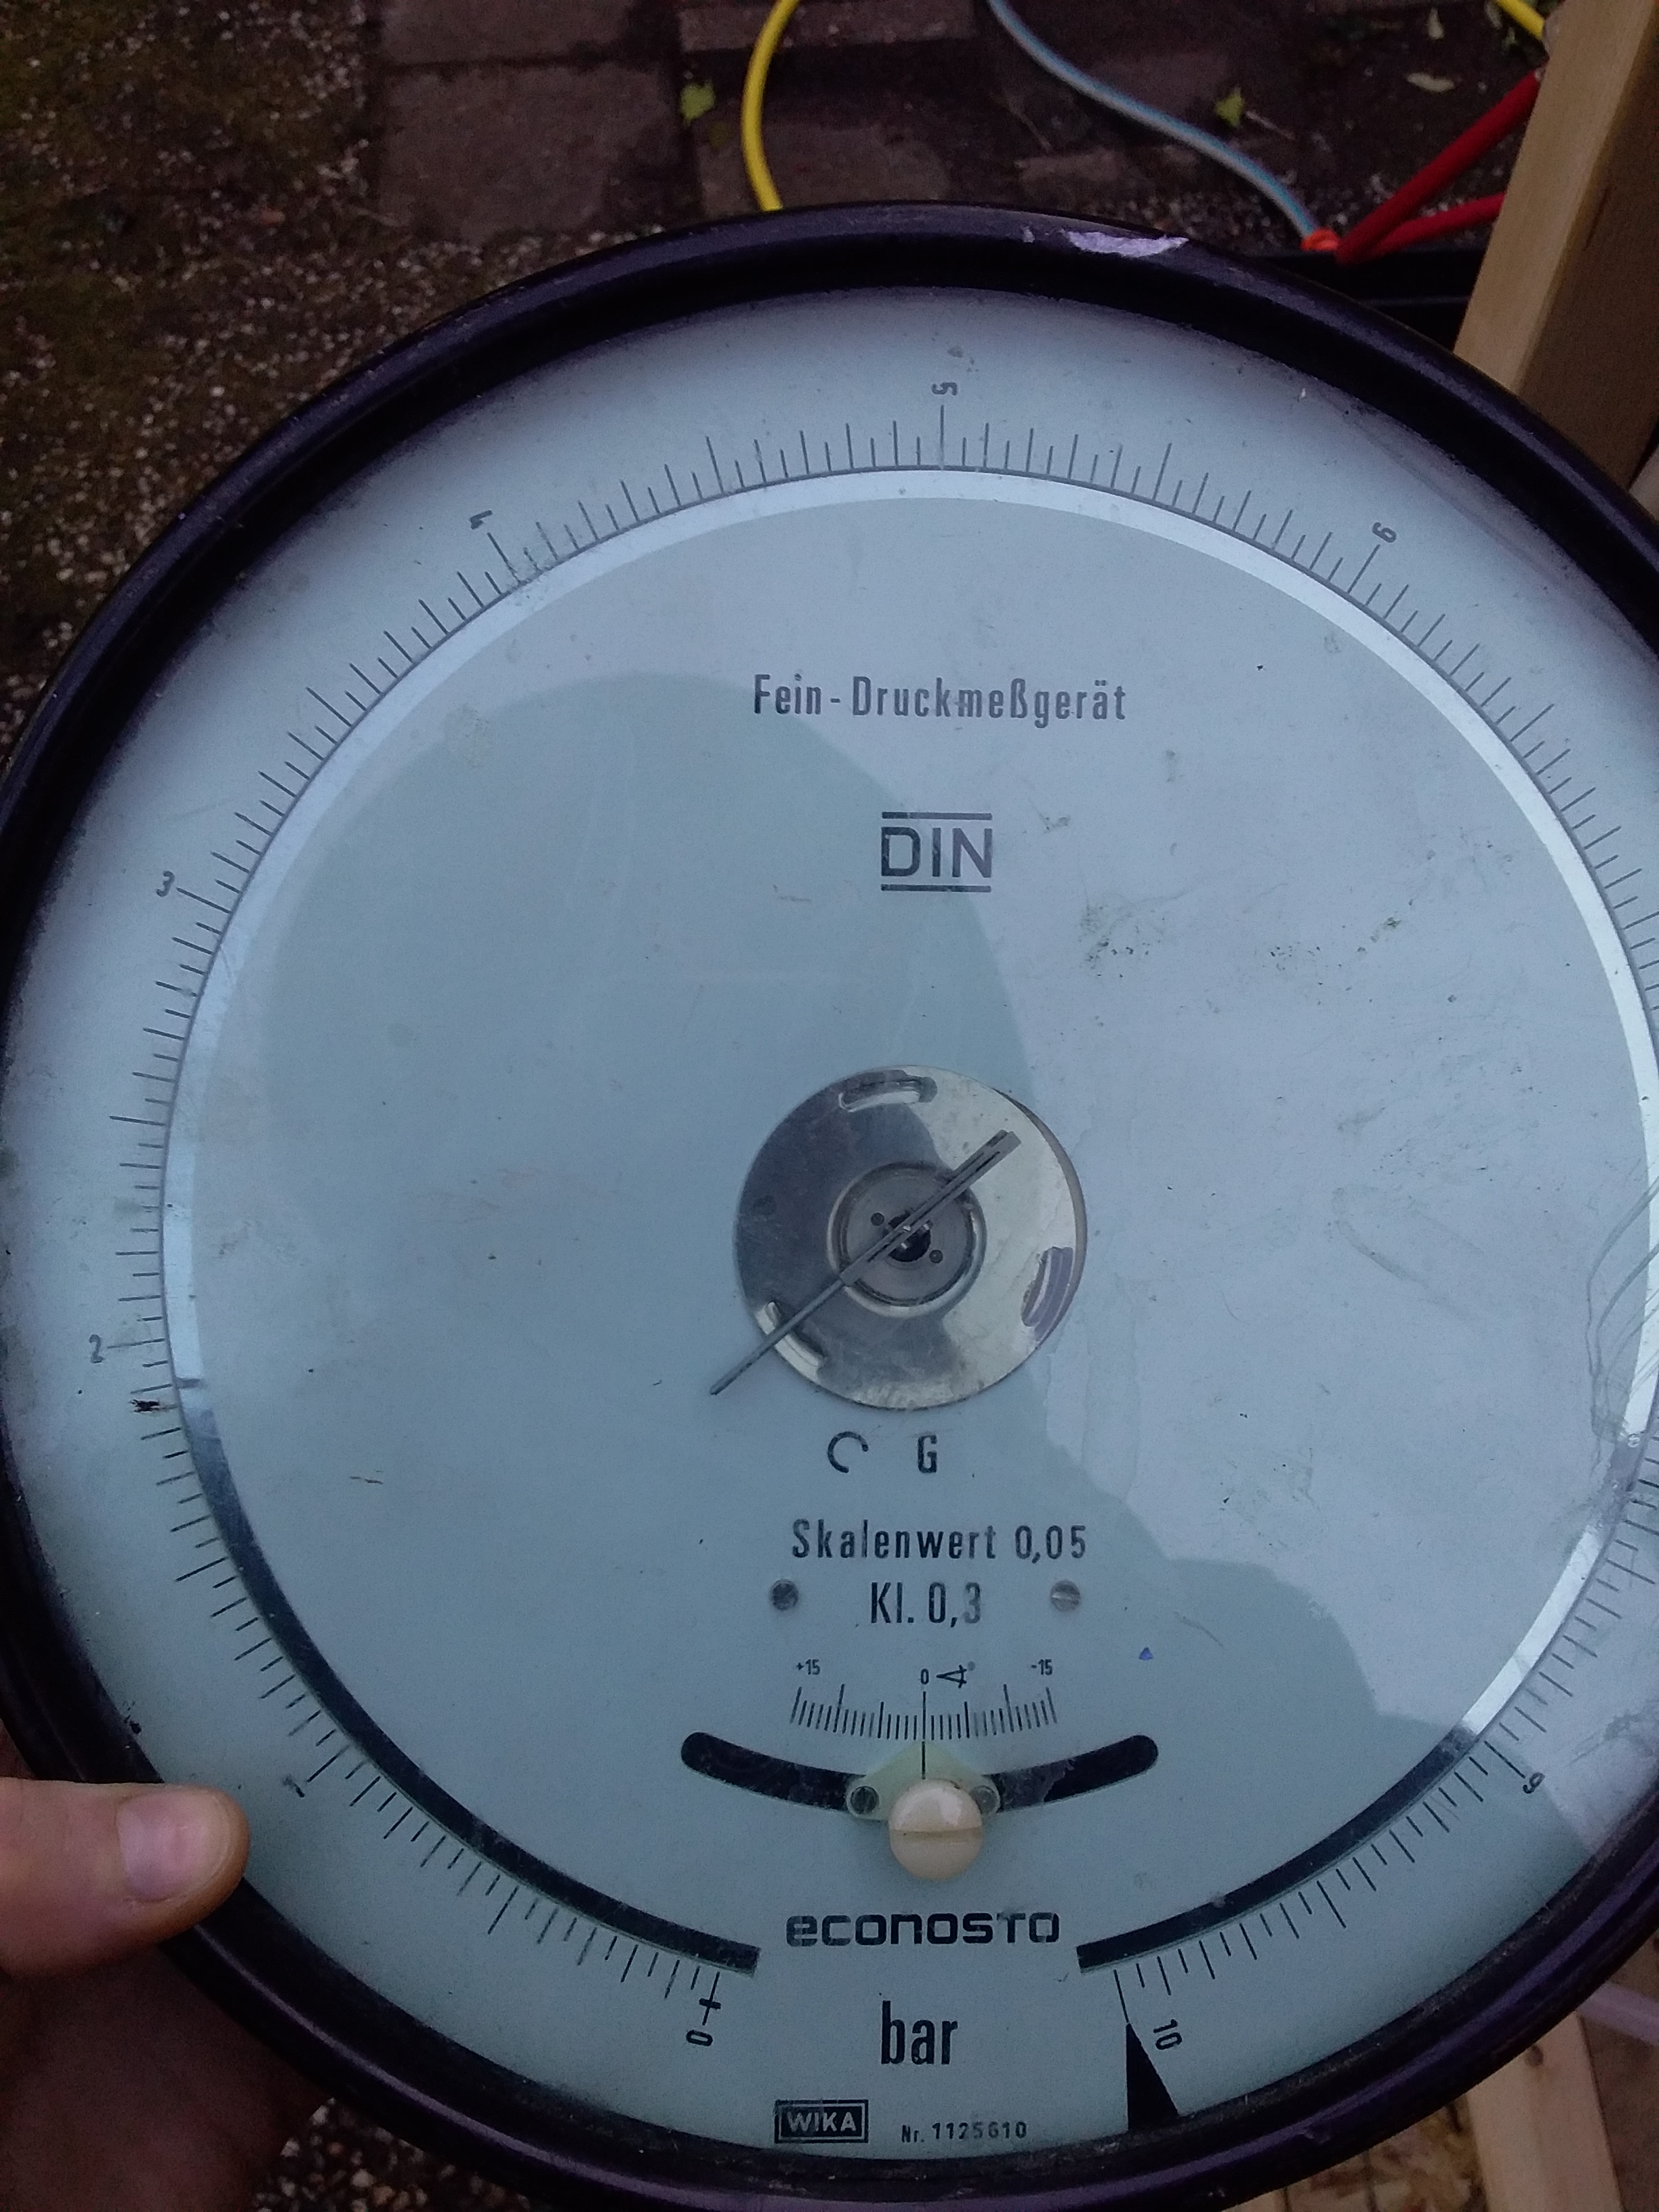 5
4
6
Fein-Druckmeßgerät
DIN
3
2
G
Skalenwert 0,05
Kl. 0,3
+15 0 ∢° -15
1
9
econosto
0
bar
10
WIKA Nr. 1125610